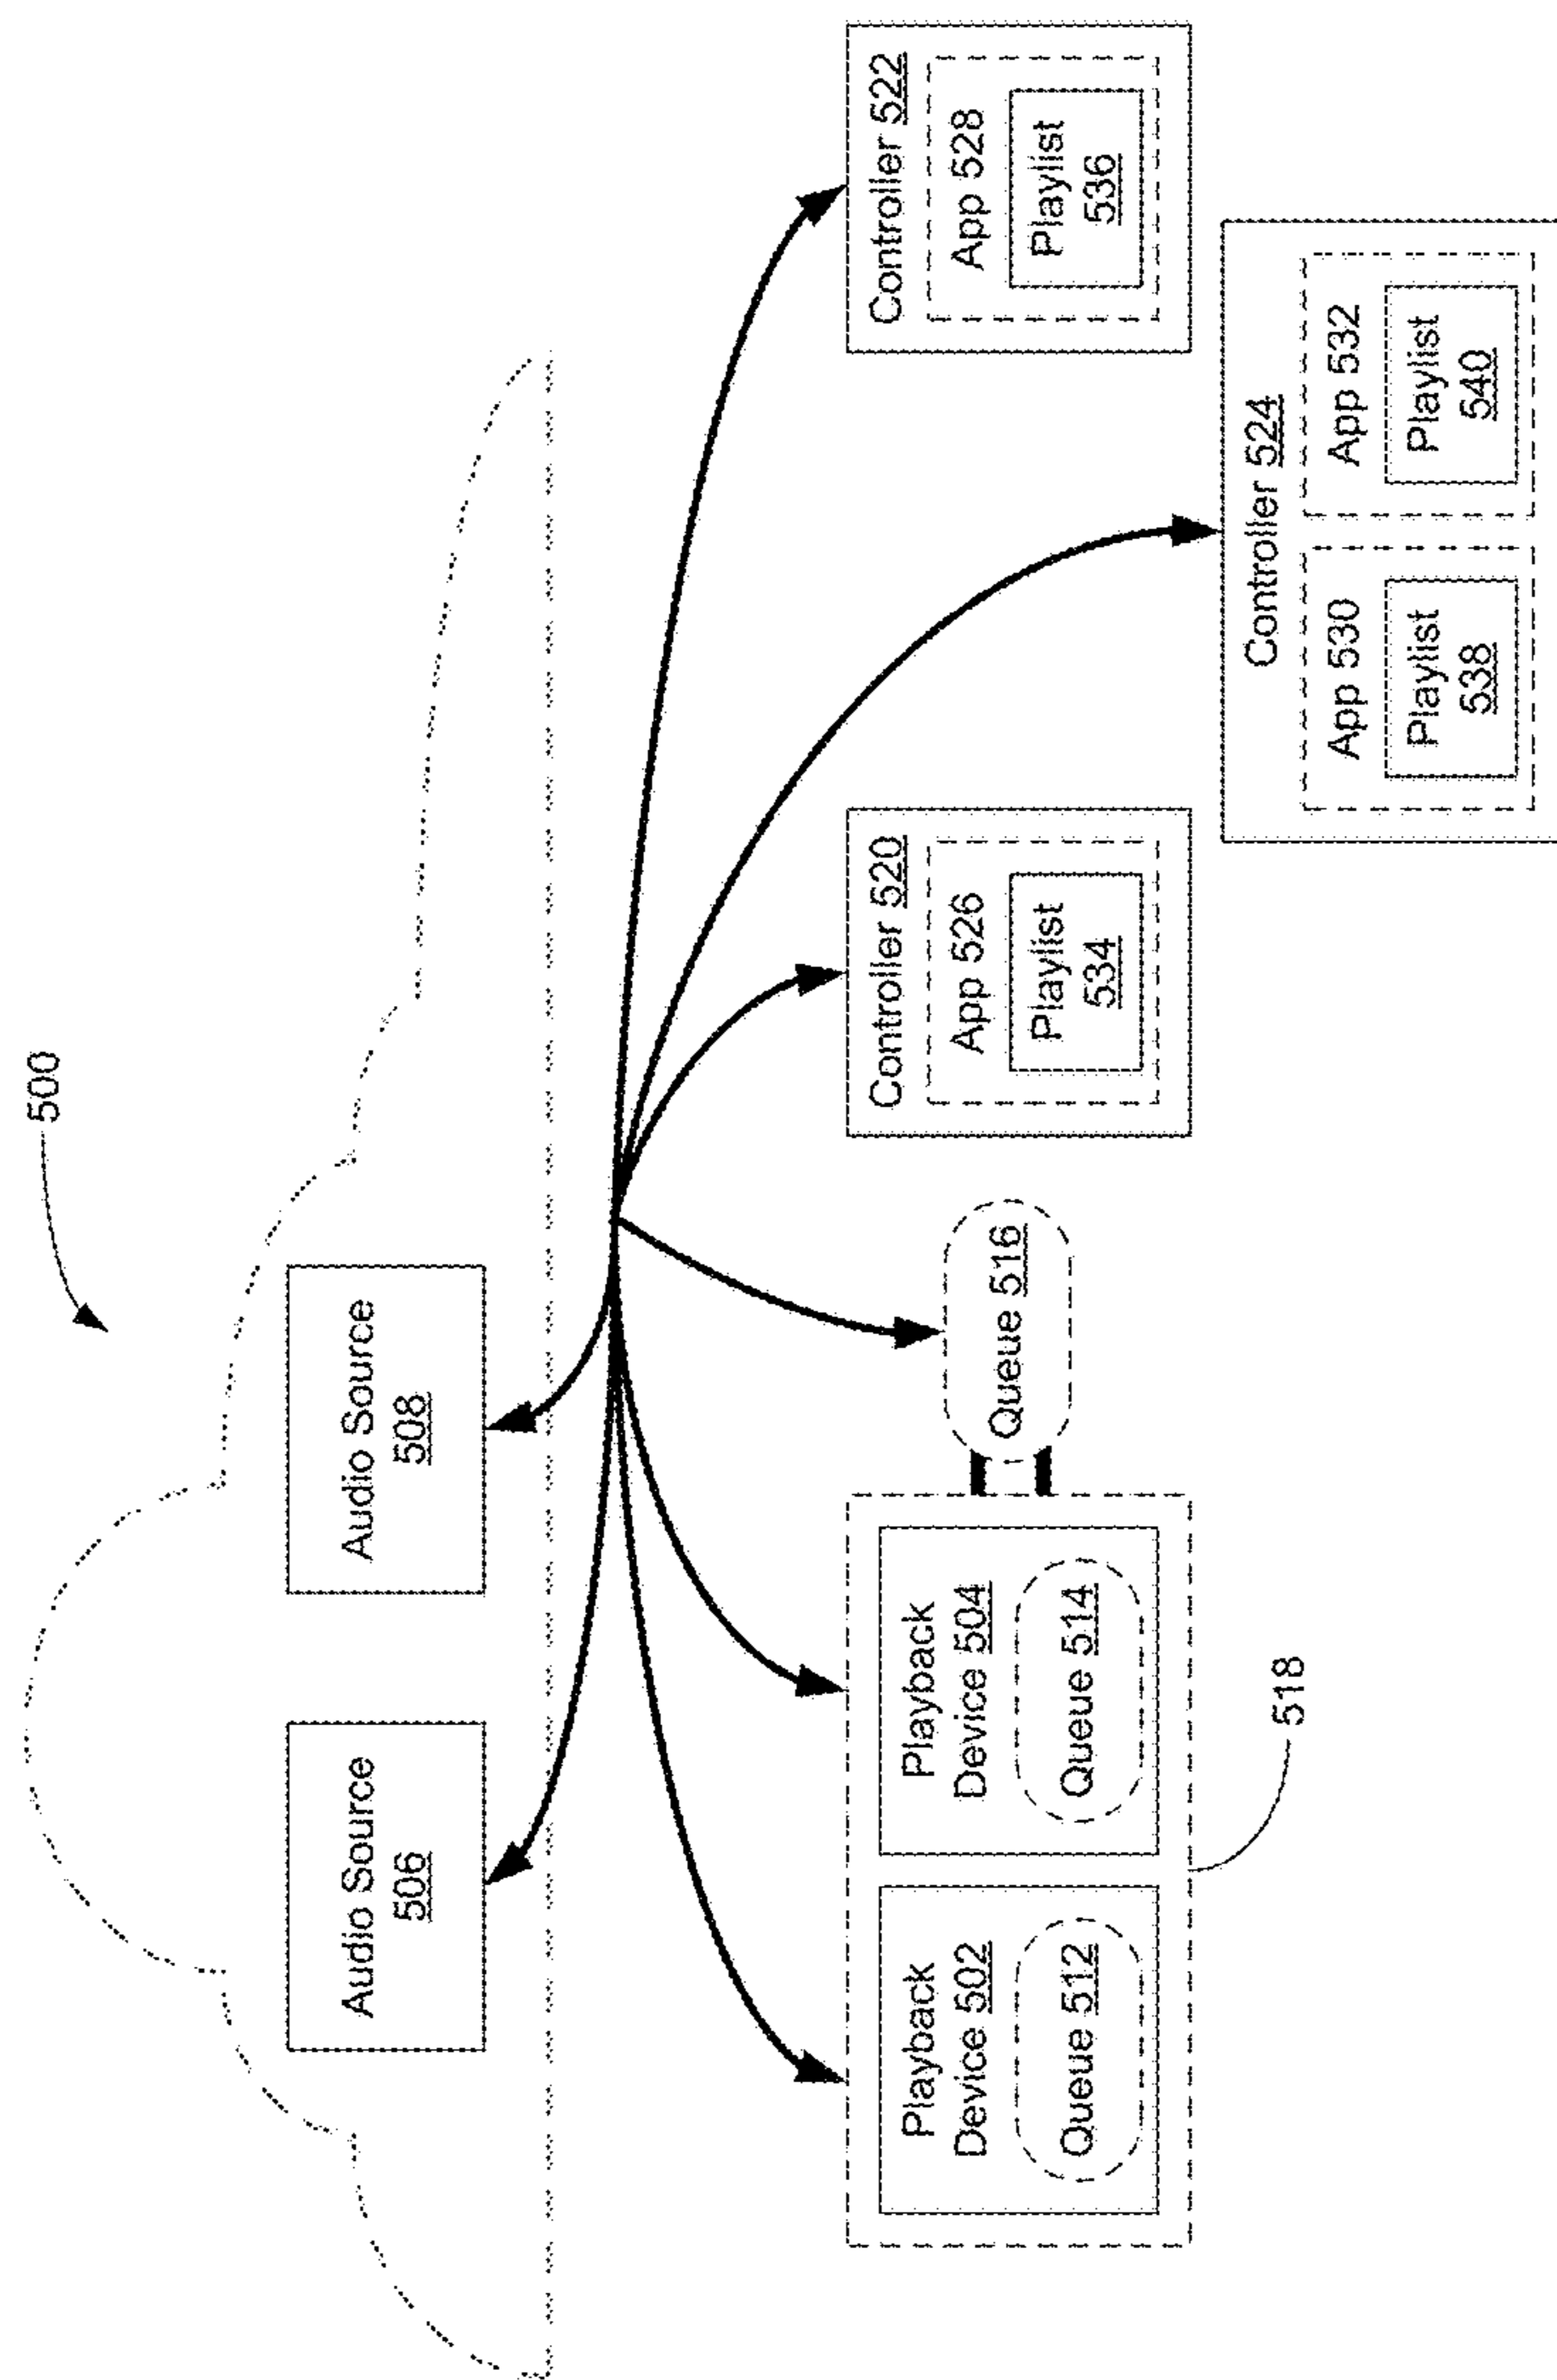 500
Audio Source
506
Audio Source
508
Playback
Device 502
Queue 512
Playback
Device 504
Queue 514
518
Queue 516
Controller 520
App 526
Playlist
534
Controller 522
App 528
Playlist
536
Controller 524
App 530
Playlist
538
App 532
Playlist
540